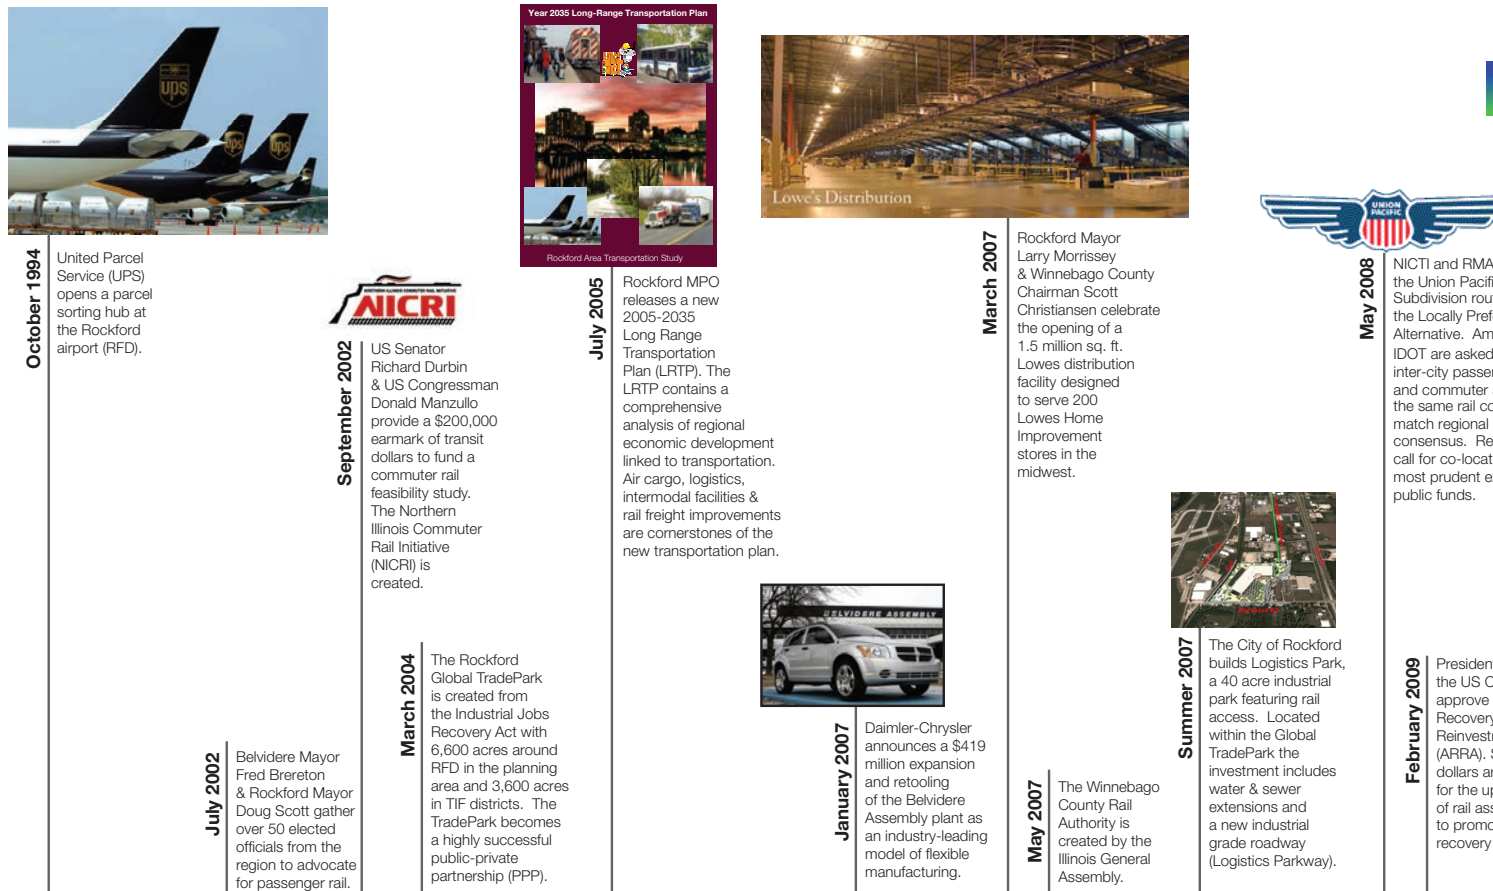 October 1994
United Parcel
Service (UPS)
opens a parcel
sorting hub at
the Rockford
airport (RFD).
July 2002
Belvidere Mayor
Fred Brereton
& Rockford Mayor
Doug Scott gather
over 50 elected
officials from the
region to advocate
for passenger rail.
NICRI
September 2002
US Senator
Richard Durbin
& US Congressman
Donald Manzullo
provide a $200,000
earmark of transit
dollars to fund a
commuter rail
feasibility study.
The Northern
Illinois Commuter
Rail Initiative
(NICRI) is
created.
March 2004
The Rockford
Global TradePark
is created from
the Industrial Jobs
Recovery Act with
6,600 acres around
RFD in the planning
area and 3,600 acres
in TIF districts. The
TradePark becomes
a highly successful
public-private
partnership (PPP).
Year 2035 Long-Range Transportation Plan
Rockford Area Transportation Study
July 2005
Rockford MPO
releases a new
2005-2035
Long Range
Transportation
Plan (LRTP). The
LRTP contains a
comprehensive
analysis of regional
economic development
linked to transportation.
Air cargo, logistics,
intermodal facilities &
rail freight improvements
are cornerstones of the
new transportation plan.
BELVIDERE ASSEMBLY
January 2007
Daimler-Chrysler
announces a $419
million expansion
and retooling
of the Belvidere
Assembly plant as
an industry-leading
model of flexible
manufacturing.
Lowe's Distribution
March 2007
Rockford Mayor
Larry Morrissey
& Winnebago County
Chairman Scott
Christiansen celebrate
the opening of a
1.5 million sq. ft.
Lowes distribution
facility designed
to serve 200
Lowes Home
Improvement
stores in the
midwest.
May 2007
The Winnebago
County Rail
Authority is
created by the
Illinois General
Assembly.
Summer 2007
The City of Rockford
builds Logistics Park,
a 40 acre industrial
park featuring rail
access. Located
within the Global
TradePark the
investment includes
water & sewer
extensions and
a new industrial
grade roadway
(Logistics Parkway).
UNION
PACIFIC
May 2008
NICTI and RMA
the Union Pacifi
Subdivision rou
the Locally Pref
Alternative. Am
IDOT are asked
inter-city passer
and commuter
the same rail co
match regional
consensus. Re
call for co-locat
most prudent e
public funds.
February 2009
President
the US C
approve
Recovery
Reinvestr
(ARRA). S
dollars ar
for the up
of rail ass
to promo
recovery
ups
ups
ups